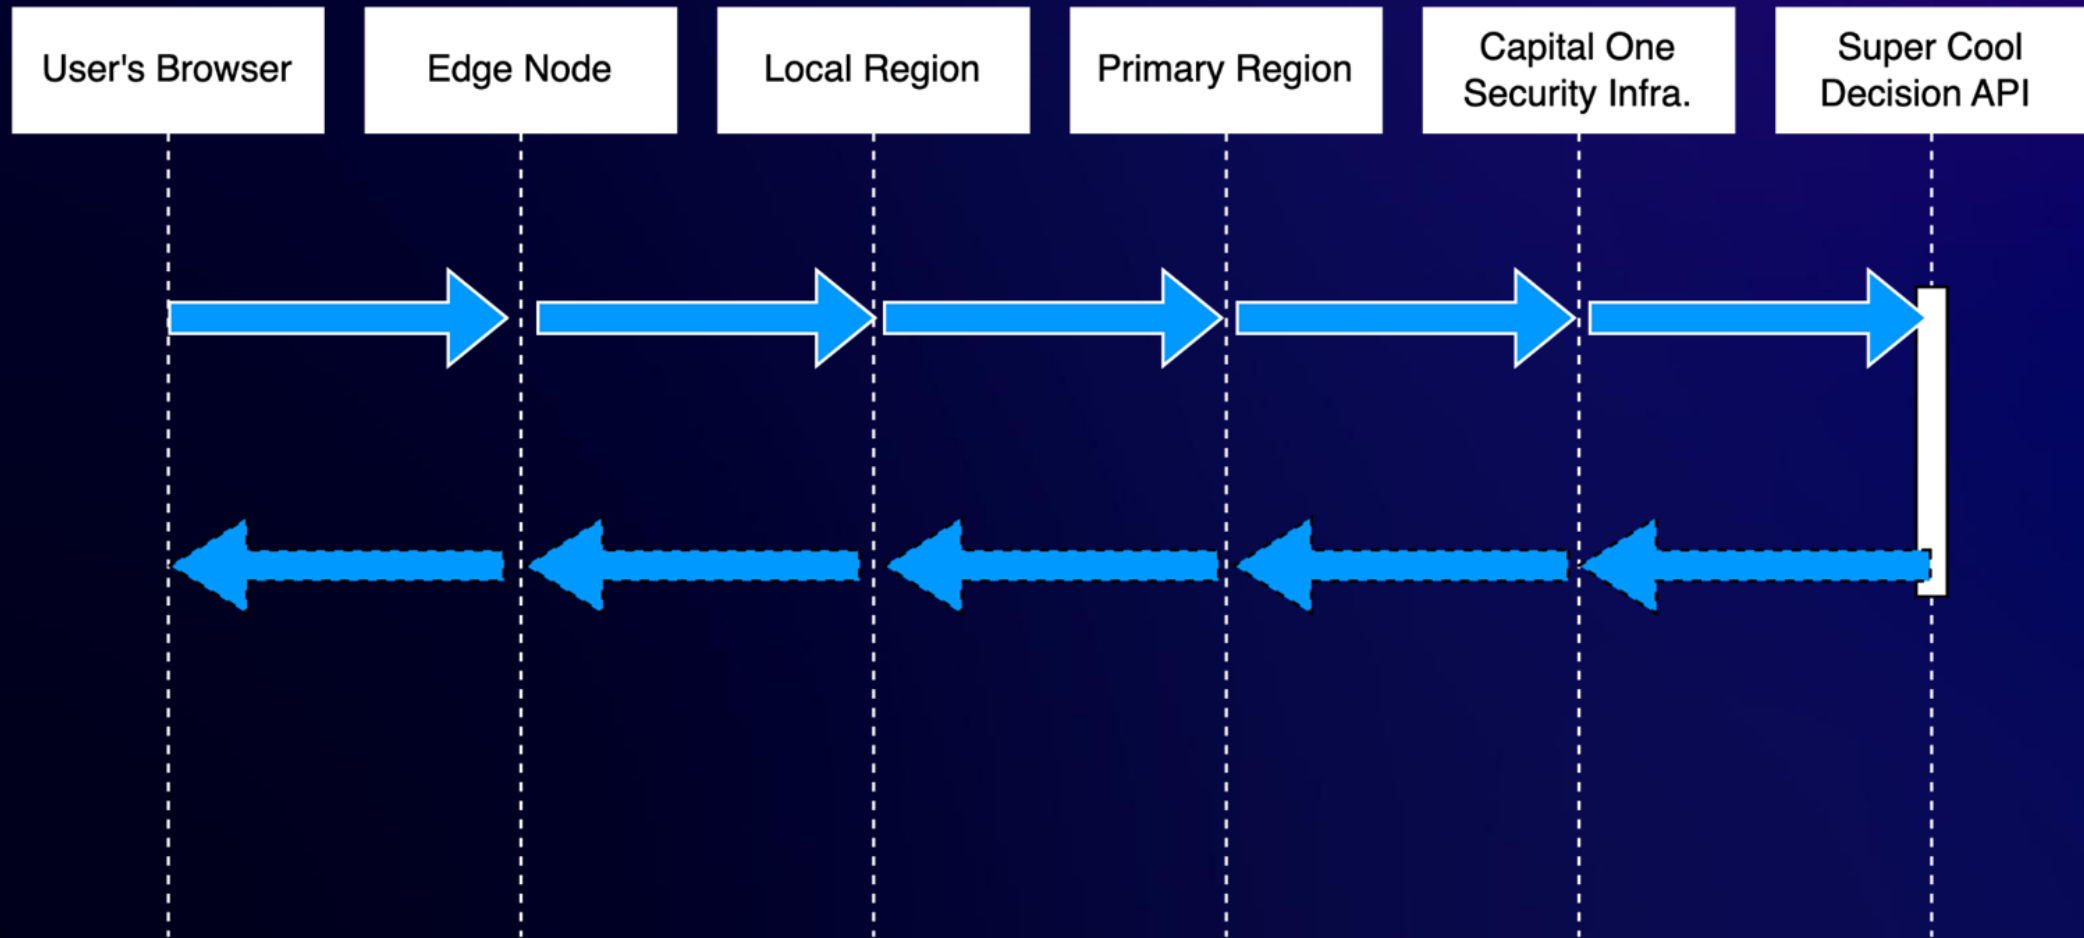 User's Browser
Edge Node
Local Region
Primary Region
Capital One
Security Infra.
Super Cool
Decision API